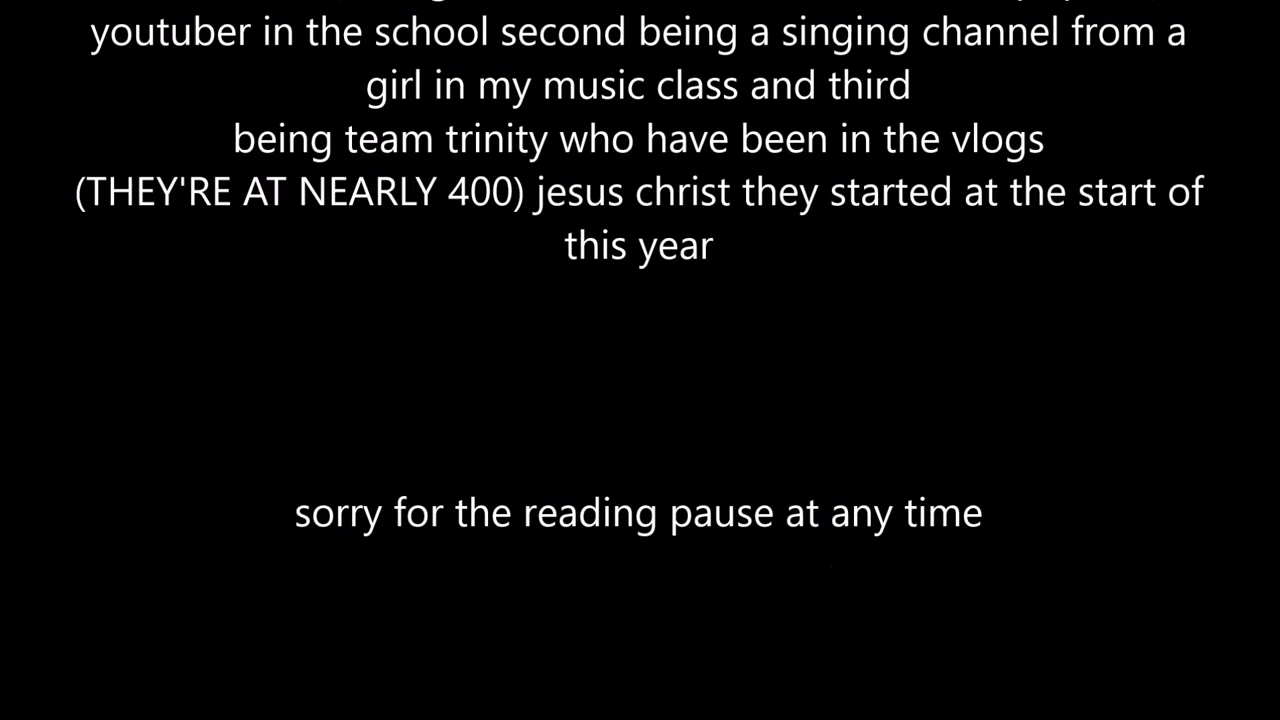 youtuber in the school second being a singing channel from a
girl in my music class and third
being team trinity who have been in the vlogs
(THEY'RE AT NEARLY 400) jesus christ they started at the start of
this year
sorry for the reading pause at any time